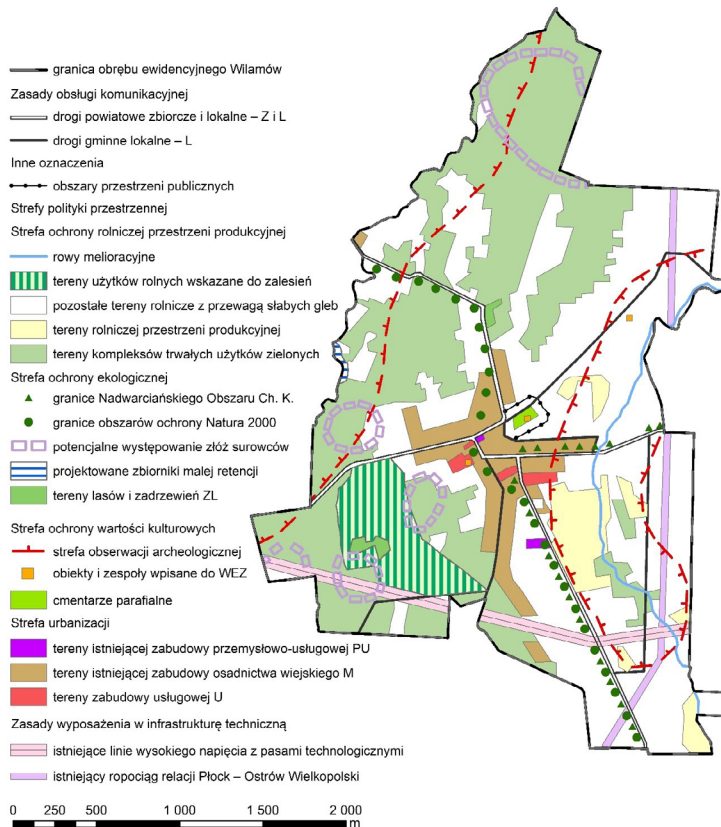 granica obrębu ewidencyjnego Wilamów
Zasady obsługi komunikacyjnej
drogi powiatowe zbiorcze i lokalne – Z i L
drogi gminne lokalne – L
Inne oznaczenia
obszary przestrzeni publicznych
Strefy polityki przestrzennej
Strefa ochrony rolniczej przestrzeni produkcyjnej
rowy melioracyjne
tereny użytków rolnych wskazane do zalesień
pozostałe tereny rolnicze z przewagą słabych gleb
tereny rolniczej przestrzeni produkcyjnej
tereny kompleksów trwałych użytków zielonych
Strefa ochrony ekologicznej
granice Nadwarciańskiego Obszaru Ch. K.
granice obszarów ochrony Natura 2000
potencjalne występowanie złóż surowców
projektowane zbiorniki malej retencji
tereny lasów i zadrzewień ZL
Strefa ochrony wartości kulturowych
strefa obserwacji archeologicznej
obiekty i zespoły wpisane do WEZ
cmentarze parafialne
Strefa urbanizacji
tereny istniejącej zabudowy przemysłowo-usługowej PU
tereny istniejącej zabudowy osadnictwa wiejskiego M
tereny zabudowy usługowej U
Zasady wyposażenia w infrastrukturę techniczną
istniejące linie wysokiego napięcia z pasami technologicznymi
istniejący ropociąg relacji Płock – Ostrów Wielkopolski
0 250 500 1 000 1 500 2 000
m